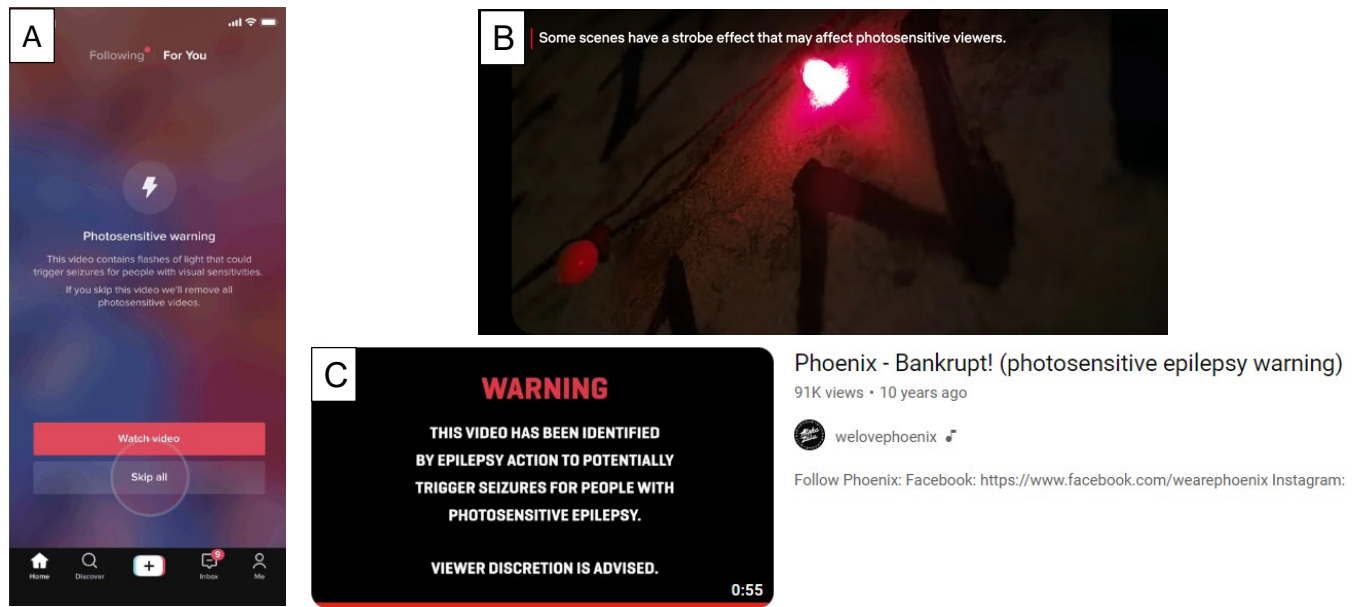 A
Following For You
Photosensitive warning
This video contains flashes of light that could
trigger seizures for people with visual sensitivities.
If you skip this video we'll remove all
photosensitive videos.
Watch video
Skip all
9
Home Discover Inbox Me
B
Some scenes have a strobe effect that may affect photosensitive viewers.
C
WARNING
THIS VIDEO HAS BEEN IDENTIFIED
BY EPILEPSY ACTION TO POTENTIALLY
TRIGGER SEIZURES FOR PEOPLE WITH
PHOTOSENSITIVE EPILEPSY.
VIEWER DISCRETION IS ADVISED.
0:55
Phoenix - Bankrupt! (photosensitive epilepsy warning)
91K views • 10 years ago
welovephoenix
Follow Phoenix: Facebook: https://www.facebook.com/wearephoenix Instagram: